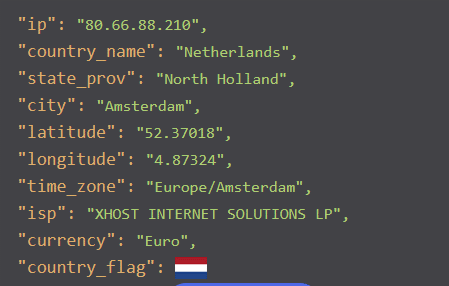 "ip": "80.66.88.210",
"country_name": "Netherlands",
"state_prov": "North Holland",
"city": "Amsterdam",
"latitude": "52.37018",
"longitude": "4.87324",
"time_zone": "Europe/Amsterdam",
"isp": "XHOST INTERNET SOLUTIONS LP",
"currency": "Euro",
"country_flag":